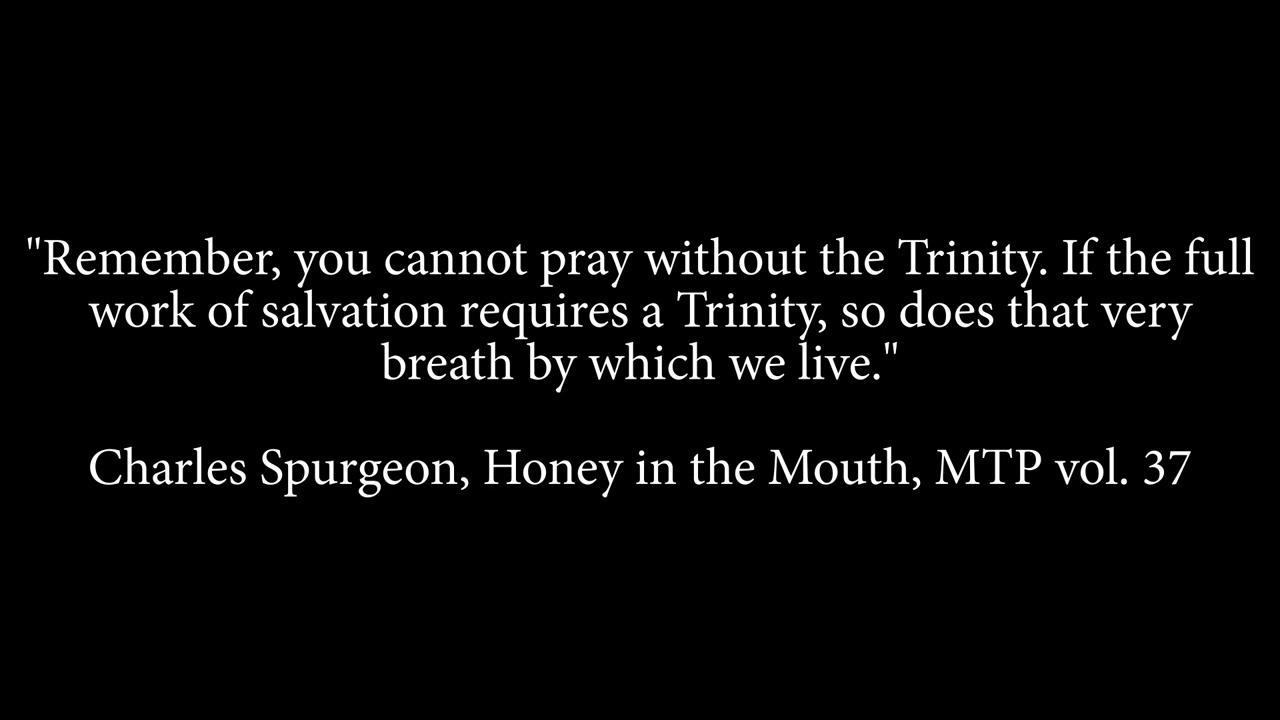 "Remember, you cannot pray without the Trinity. If the full
work of salvation requires a Trinity, so does that very
breath by which we live."
Charles Spurgeon, Honey in the Mouth, MTP vol. 37